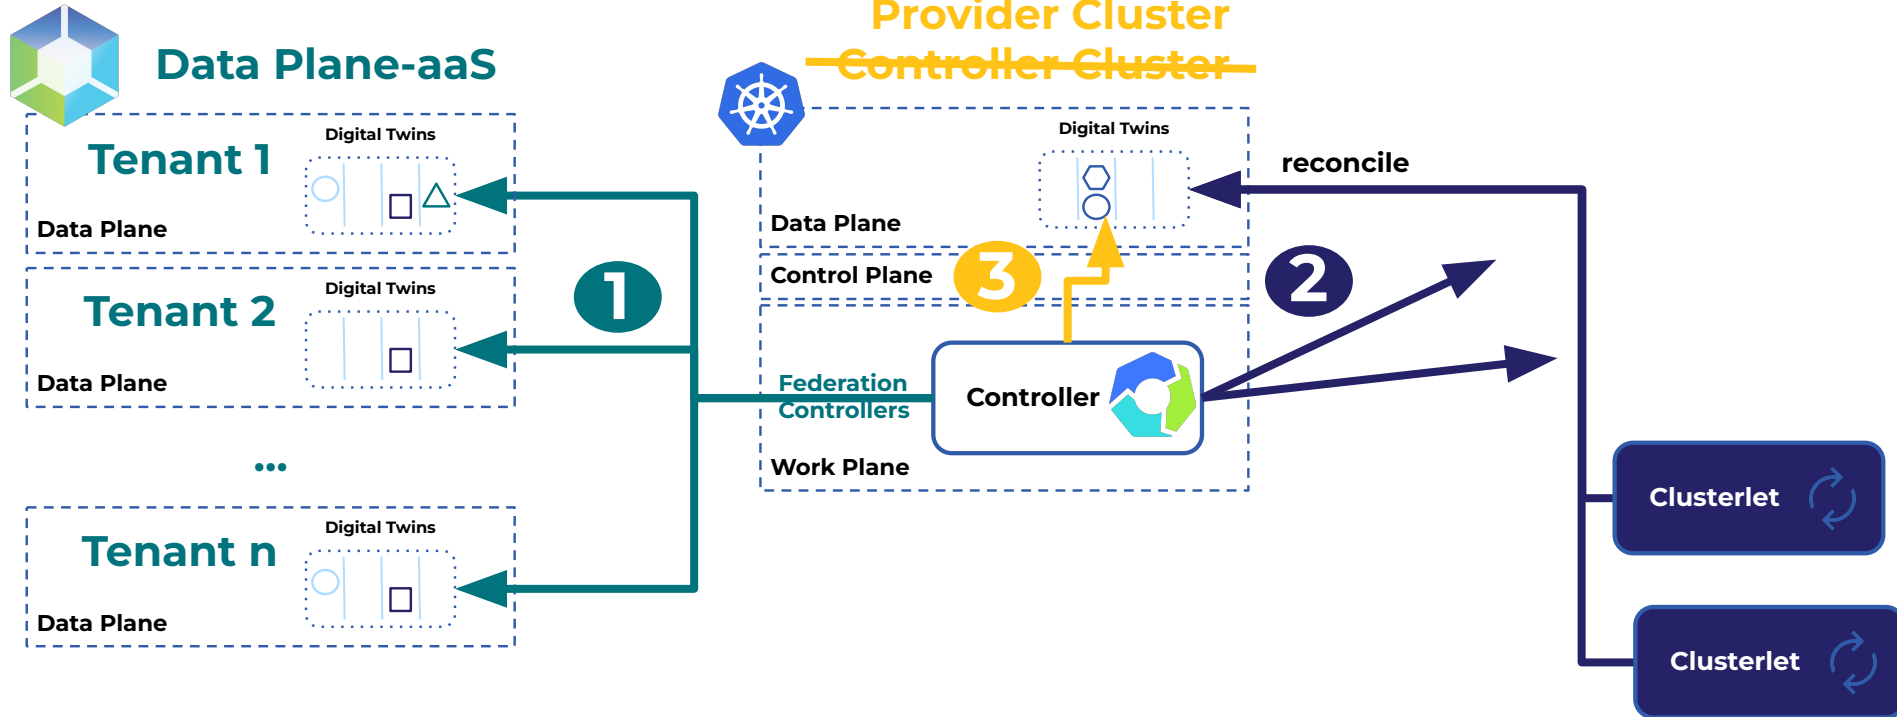 Data Plane-aaS
Tenant 1
Digital Twins
Data Plane
Tenant 2
Digital Twins
Data Plane
...
Tenant n
Digital Twins
Data Plane
1
Provider Cluster
Controller Cluster
Digital Twins
Data Plane
Control Plane
3
Federation
Controllers
Controller
Work Plane
reconcile
2
Clusterlet
Clusterlet